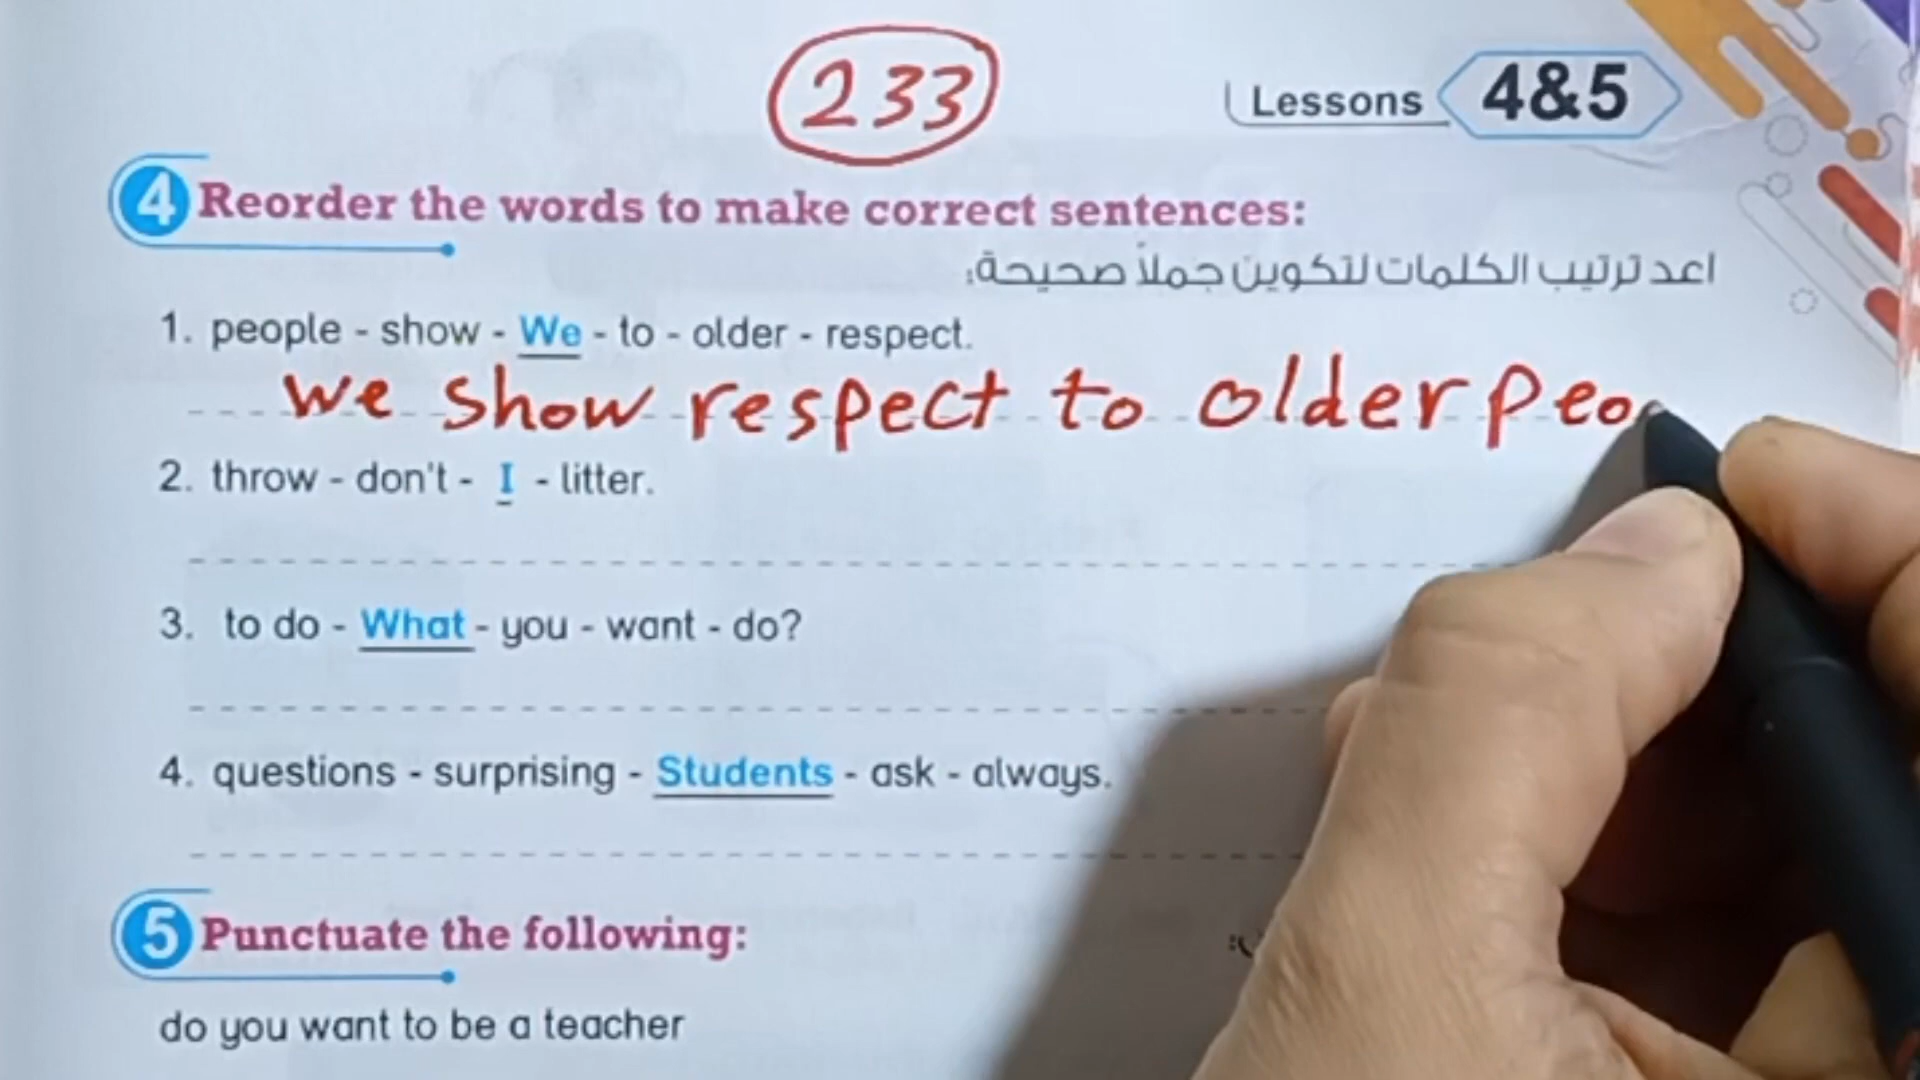 233
Lessons 4&5
4 Reorder the words to make correct sentences:
اعد ترتيب الكلمات لتكوين جملاً صحيحة:
1. people - show - We - to - older - respect.
we show respect to older peo
2. throw - don't - I - litter.
3. to do - What - you - want - do?
4. questions - surprising - Students - ask - always.
5 Punctuate the following:
do you want to be a teacher